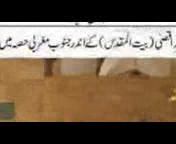 اقصیٰ (بیت المقدس) کے اندر جنوب مغربی حصہ میں